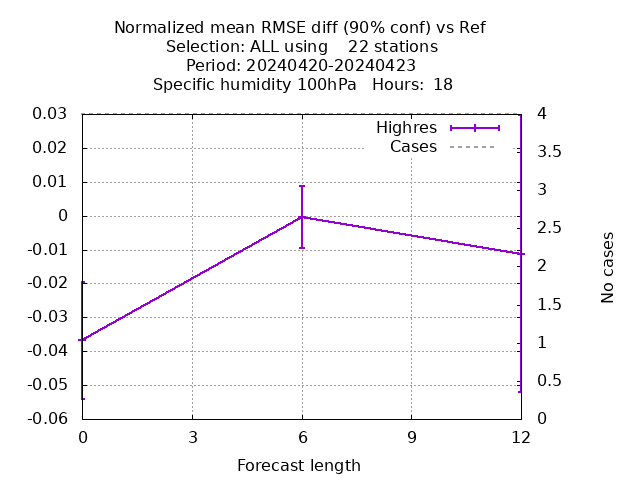 Normalized mean RMSE diff (90% conf) vs Ref
Selection: ALL using    22 stations
Period: 20240420-20240423
Specific humidity 100hPa   Hours:  18
Highres
Cases
0.03
0.02
0.01
0
-0.01
-0.02
-0.03
-0.04
-0.05
-0.06
4
3.5
3
2.5
2
1.5
1
0.5
0
No cases
0 3 6 9 12
Forecast length